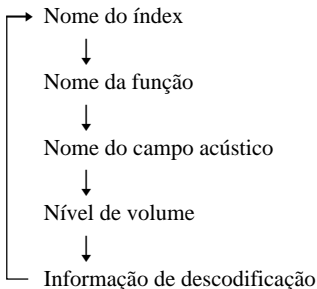 Nome do índex
Nome da função
Nome do campo acústico
Nível de volume
Informação de descodificação